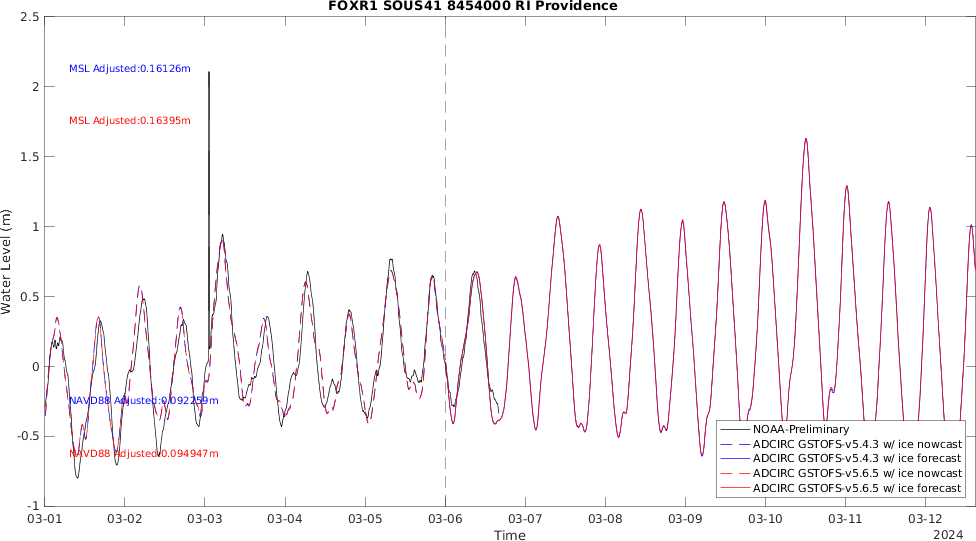 FOXR1 SOUS41 8454000 RI Providence
2.5
2
1.5
1
0.5
0
-0.5
-1
Water Level (m)
MSL Adjusted:0.16126m
MSL Adjusted:0.16395m
NAVD88 Adjusted:0.092259m
NAVD88 Adjusted:0.094947m
NOAA-Preliminary
ADCIRC GSTOFS-v5.4.3 w/ ice nowcast
ADCIRC GSTOFS-v5.4.3 w/ ice forecast
ADCIRC GSTOFS-v5.6.5 w/ ice nowcast
ADCIRC GSTOFS-v5.6.5 w/ ice forecast
03-01 03-02 03-03 03-04 03-05 03-06 03-07 03-08 03-09 03-10 03-11 03-12
Time
2024